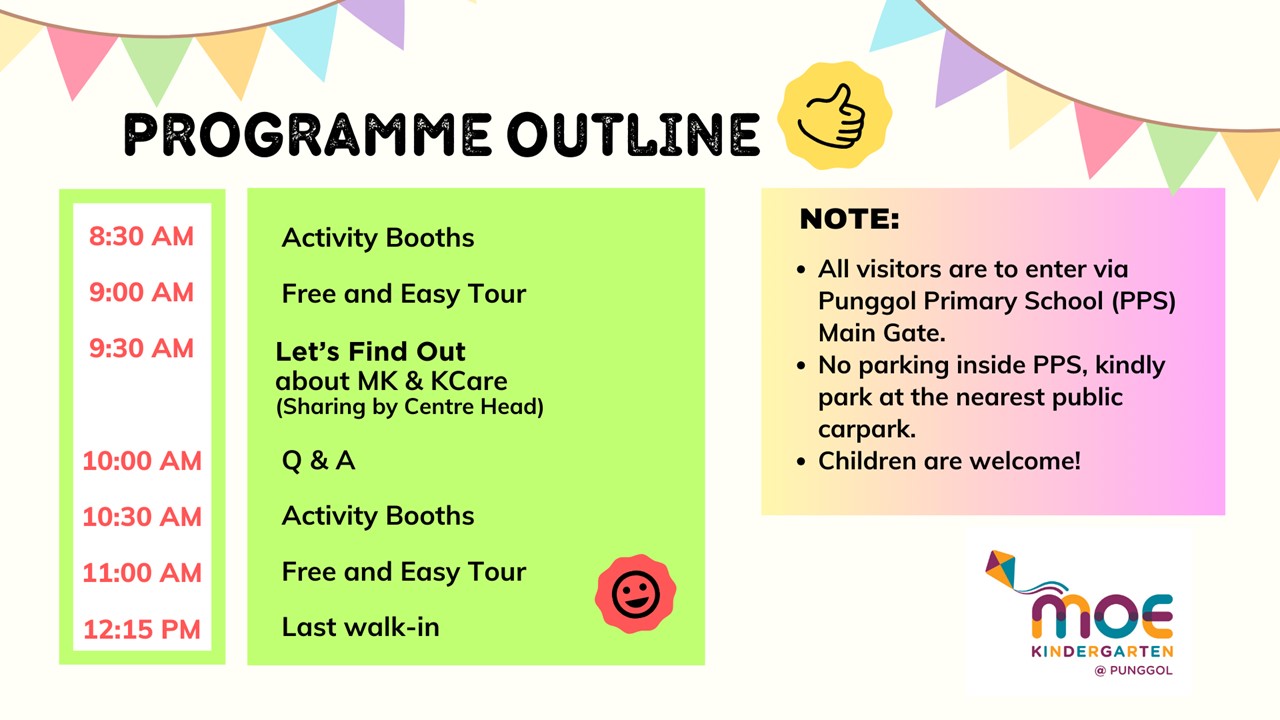 PROGRAMME OUTLINE
8:30 AM Activity Booths
9:00 AM Free and Easy Tour
9:30 AM Let's Find Out
about MK & KCare
(Sharing by Centre Head)
10:00 AM Q & A
10:30 AM Activity Booths
11:00 AM Free and Easy Tour
12:15 PM Last walk-in
NOTE:
• All visitors are to enter via
Punggol Primary School (PPS)
Main Gate.
• No parking inside PPS, kindly
park at the nearest public
carpark.
• Children are welcome!
moe
KINDERGARTEN
@ PUNGGOL